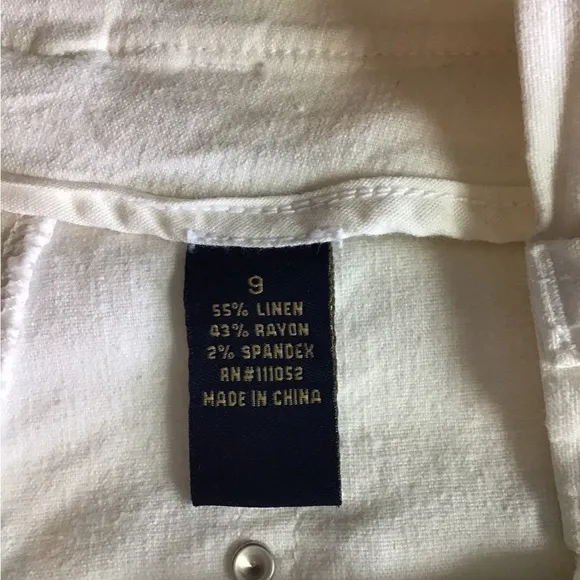 9
55% LINEN
43% RAYON
2% SPANDEX
RN#111052
MADE IN CHINA